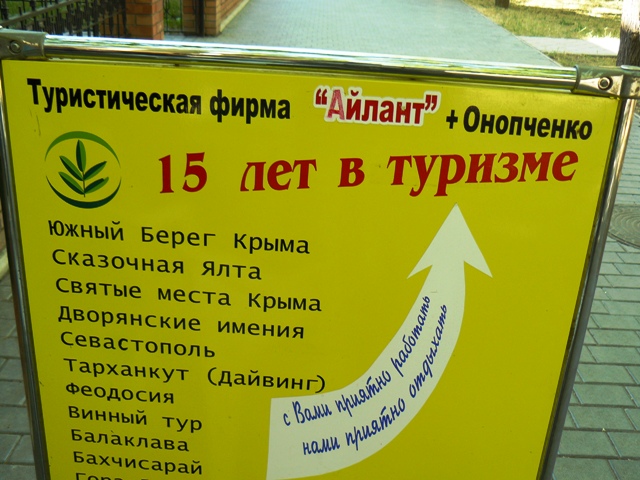 Туристическая фирма "Айлант" + Онопченко
15 лет в туризме
Южный Берег Крыма
Сказочная Ялта
Святые места Крыма
Дворянские имения
Севастополь
Тарханкут (дайвинг)
Феодосия
Винный тур
Балаклава
Бахчисарай
с Вами приятно работать
нами приятно отдыхать